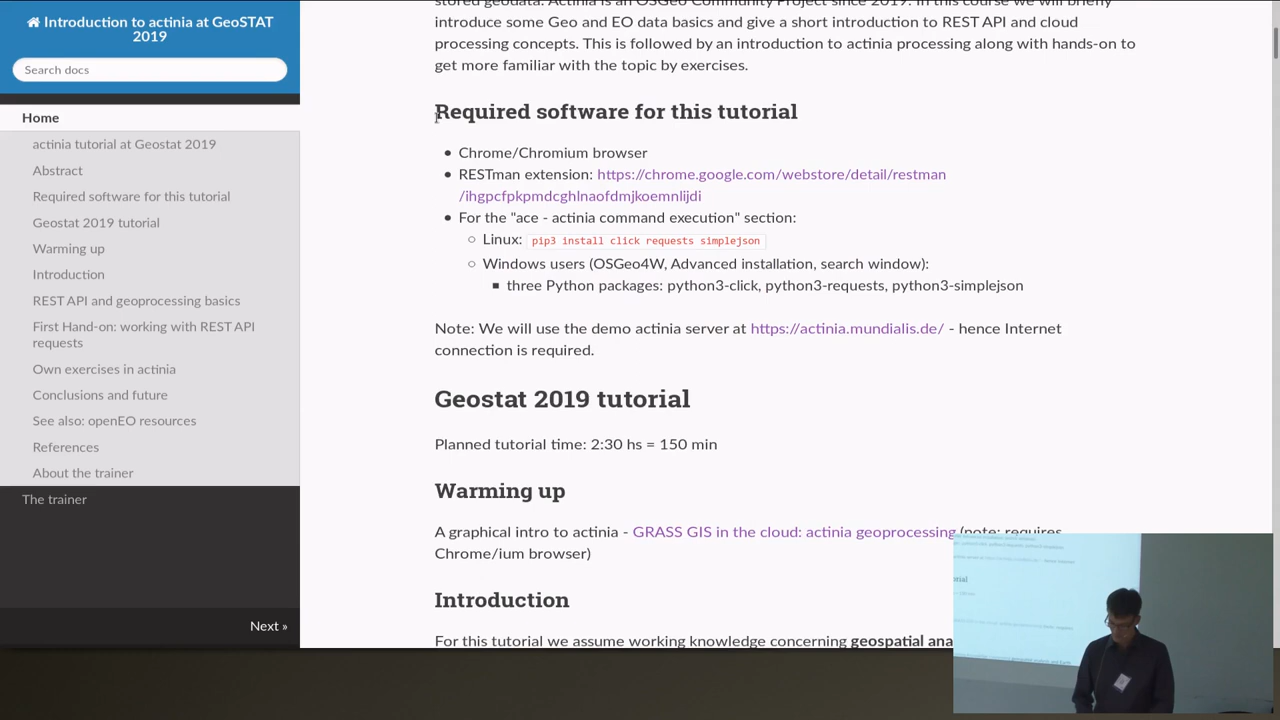 Introduction to actinia at GeoSTAT
2019
Search docs
Home
actinia tutorial at Geostat 2019
Abstract
Required software for this tutorial
Geostat 2019 tutorial
Warming up
Introduction
REST API and geoprocessing basics
First Hand-on: working with REST API
requests
Own exercises in actinia
Conclusions and future
See also: openEO resources
References
About the trainer
The trainer
Next »
stored geodata. Actinia is an OSGeo Community Project since 2019. In this course we will briefly
introduce some Geo and EO data basics and give a short introduction to REST API and cloud
processing concepts. This is followed by an introduction to actinia processing along with hands-on to
get more familiar with the topic by exercises.
Required software for this tutorial
• Chrome/Chromium browser
• RESTman extension: https://chrome.google.com/webstore/detail/restman
/ihgpcfpkpmdcghlnaofdmjkoemnlijdi
• For the "ace - actinia command execution" section:
○ Linux: pip3 install click requests simplejson
○ Windows users (OSGeo4W, Advanced installation, search window):
▪ three Python packages: python3-click, python3-requests, python3-simplejson
Note: We will use the demo actinia server at https://actinia.mundialis.de/ - hence Internet
connection is required.
Geostat 2019 tutorial
Planned tutorial time: 2:30 hs = 150 min
Warming up
A graphical intro to actinia - GRASS GIS in the cloud: actinia geoprocessing (note: requires
Chrome/ium browser)
Introduction
For this tutorial we assume working knowledge concerning geospatial ana